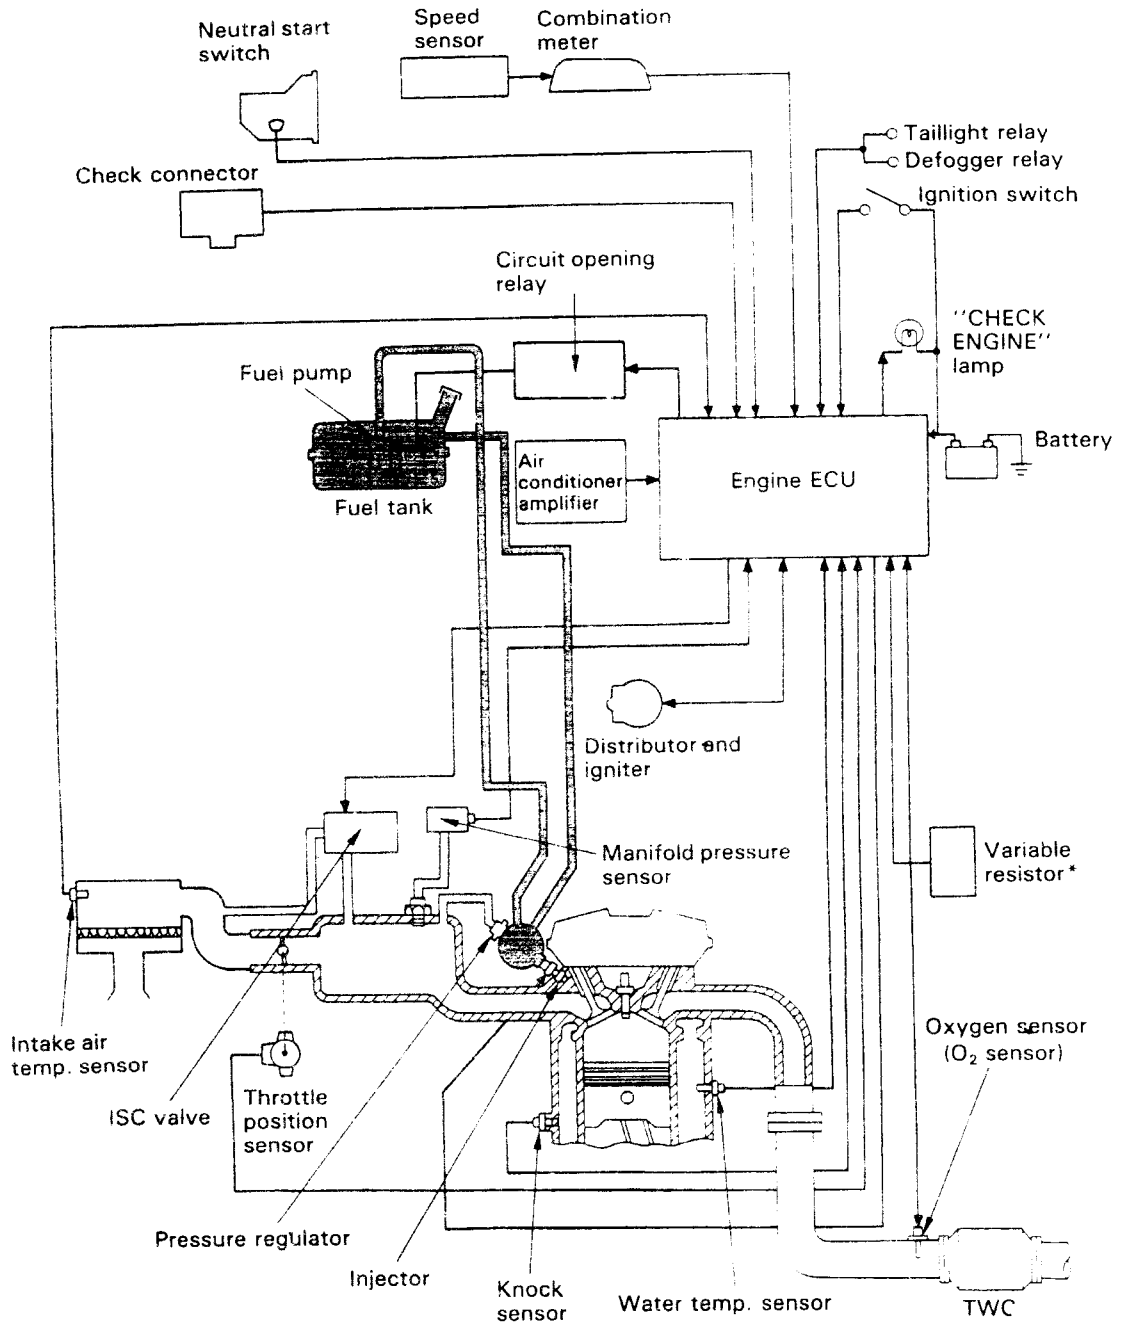 Neutral start
switch
Speed
sensor
Combination
meter
Taillight relay
Defogger relay
Check connector
Ignition switch
Circuit opening
relay
"CHECK
ENGINE"
lamp
Fuel pump
Battery
Air
conditioner
amplifier
Engine ECU
Fuel tank
Distributor and
igniter
Manifold pressure
sensor
Variable
resistor*
Oxygen sensor
(O₂ sensor)
Intake air
temp. sensor
ISC valve
Throttle
position
sensor
Pressure regulator
Injector
Knock
sensor
Water temp. sensor
TWC